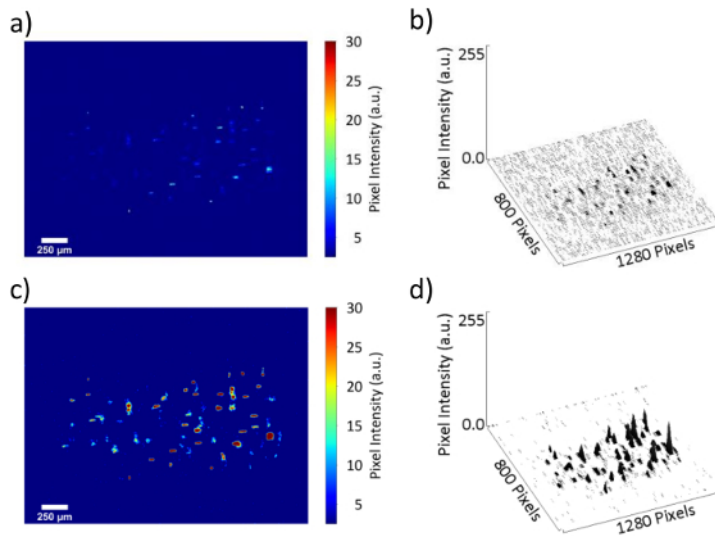 a)
30
25
20
15
10
5
Pixel Intensity (a.u.)
250 µm
b)
255
0.0
Pixel Intensity (a.u.)
800 Pixels
1280 Pixels
c)
30
25
20
15
10
5
Pixel Intensity (a.u.)
250 µm
d)
255
0.0
Pixel Intensity (a.u.)
800 Pixels
1280 Pixels